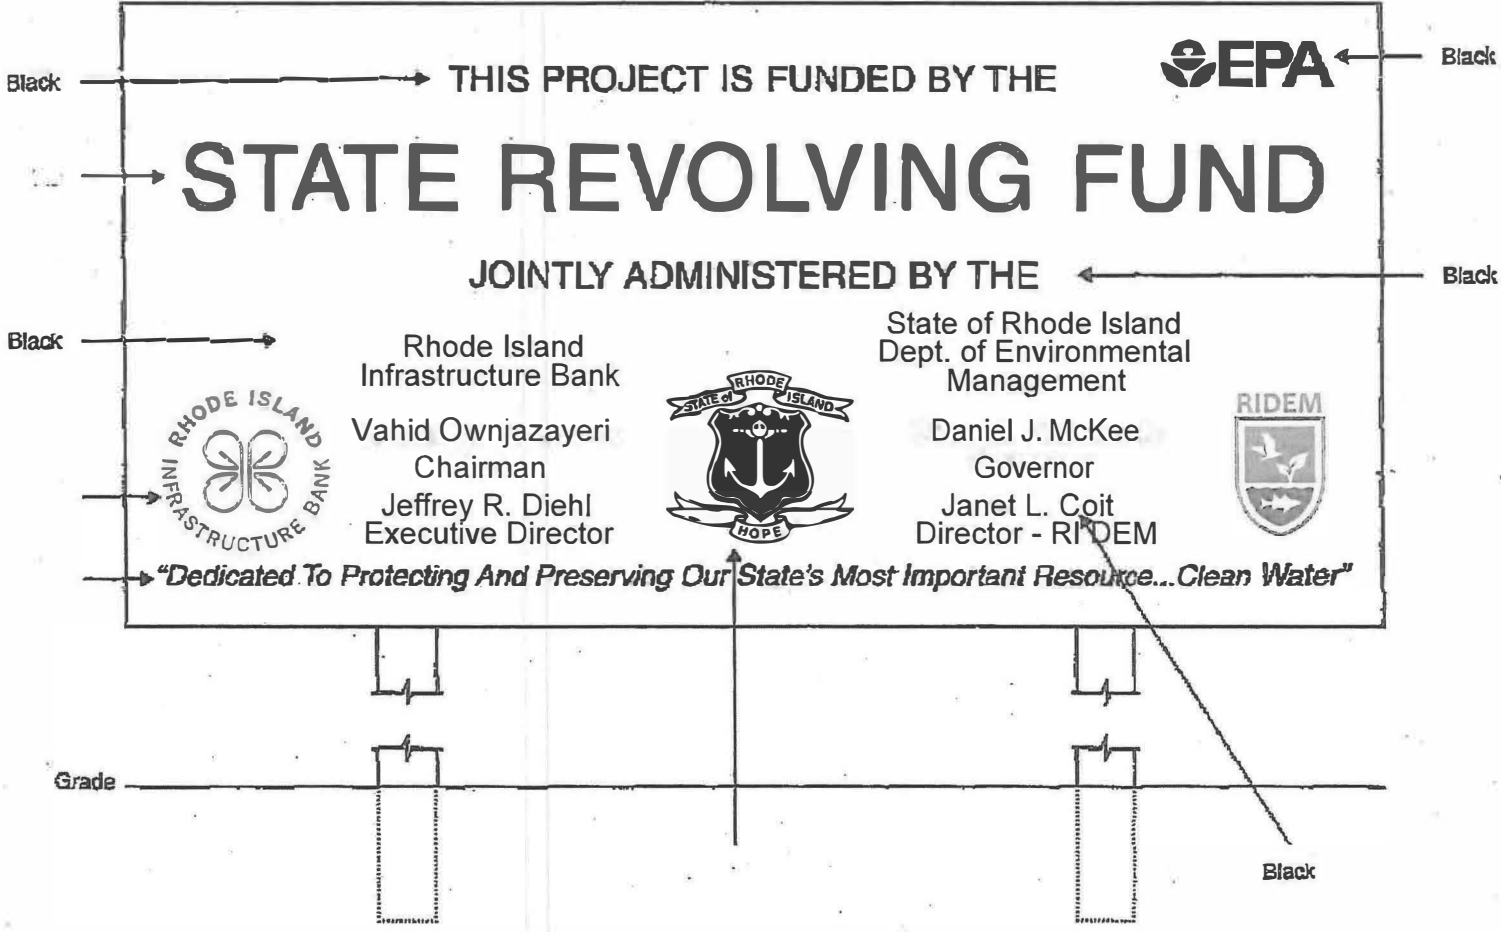 Black
THIS PROJECT IS FUNDED BY THE
EPA
Black
STATE REVOLVING FUND
JOINTLY ADMINISTERED BY THE
Black
Black
Rhode Island
Infrastructure Bank
State of Rhode Island
Dept. of Environmental
Management
RHODE ISLAND INFRASTRUCTURE BANK
Vahid Ownjazayeri
Chairman
Jeffrey R. Diehl
Executive Director
STATE of RHODE ISLAND
HOPE
Daniel J. McKee
Governor
Janet L. Coit
Director - RI DEM
RIDEM
"Dedicated To Protecting And Preserving Our State's Most Important Resource...Clean Water"
Grade
Black